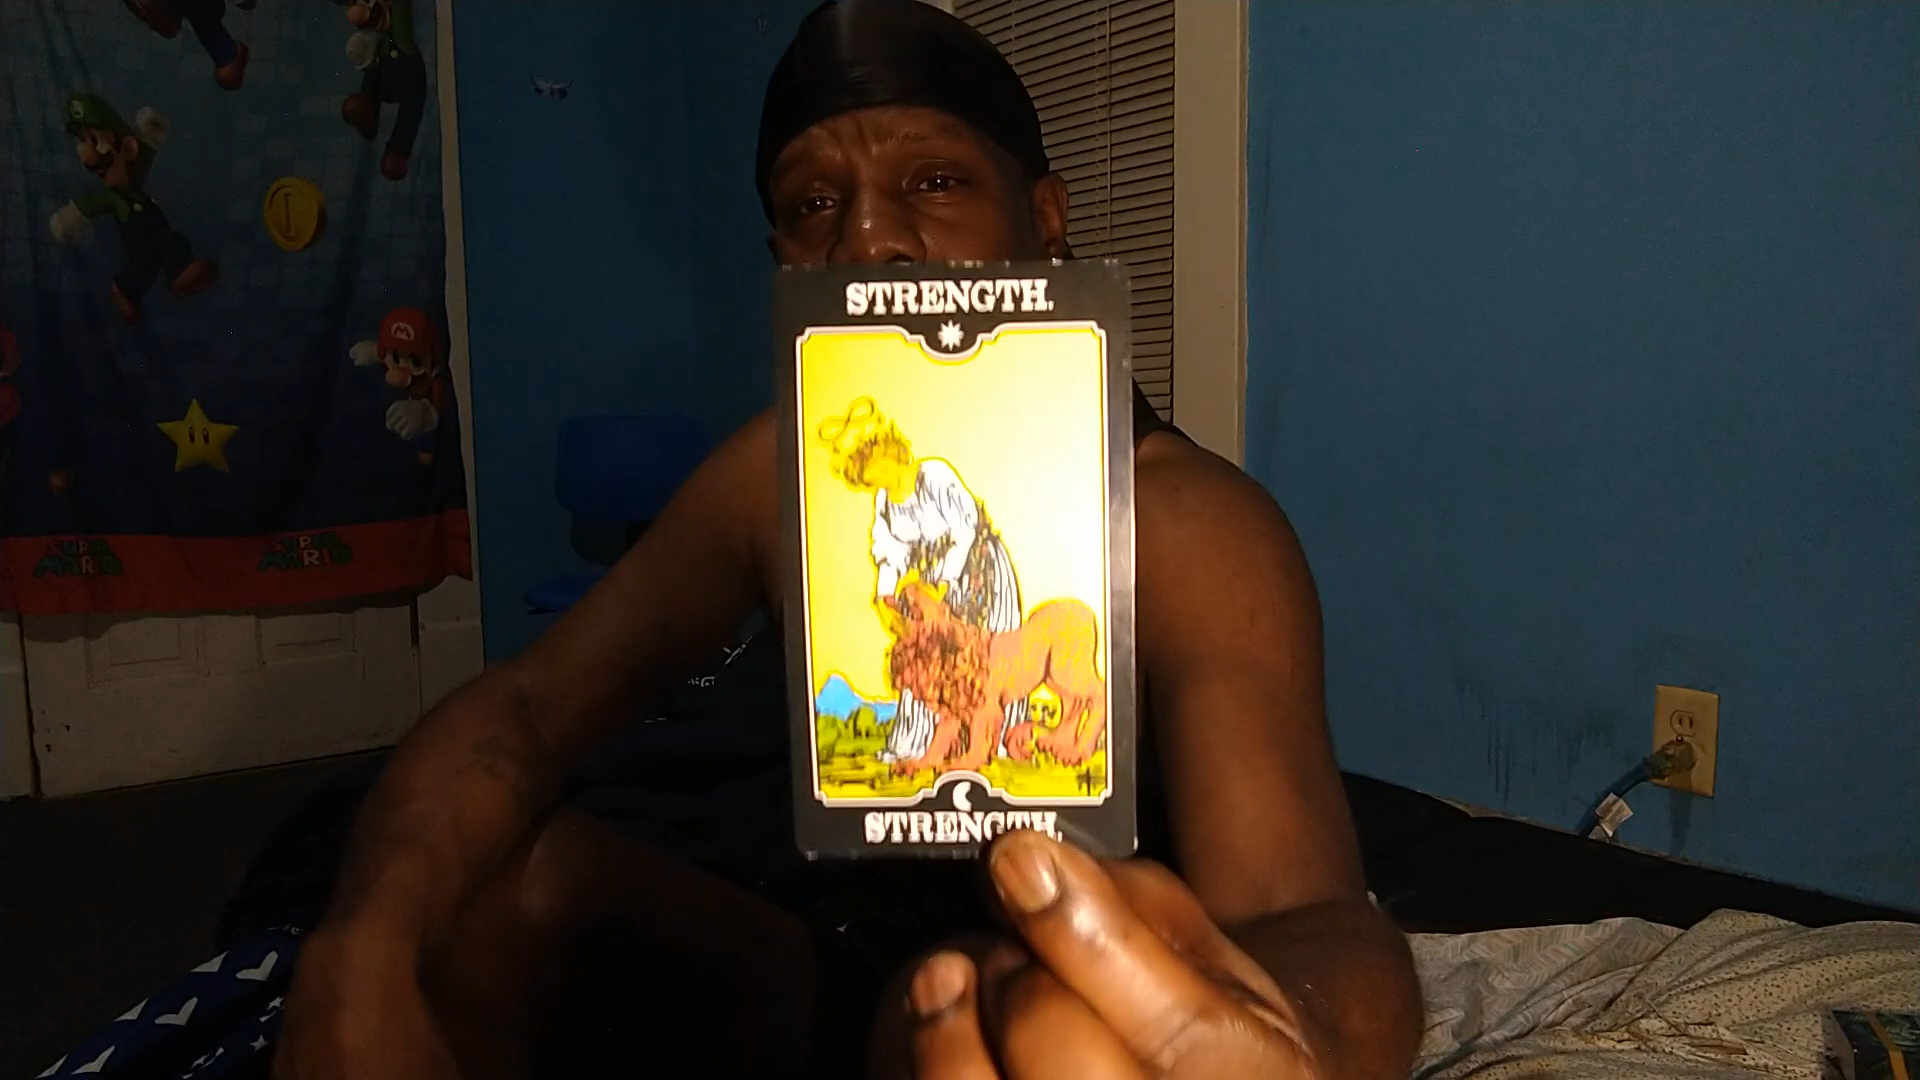 STRENGTH.
STRENGTH.
SUPER
MARIO
SUPER
MARIO
M